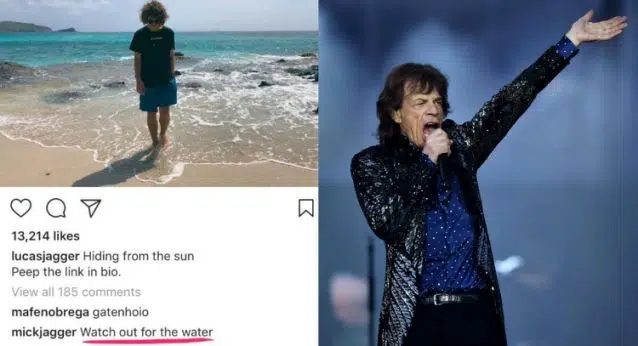 13,214 likes
lucasjagger Hiding from the sun
Peep the link in bio.
View all 185 comments
mafenobrega gatenhoio
mickjagger Watch out for the water